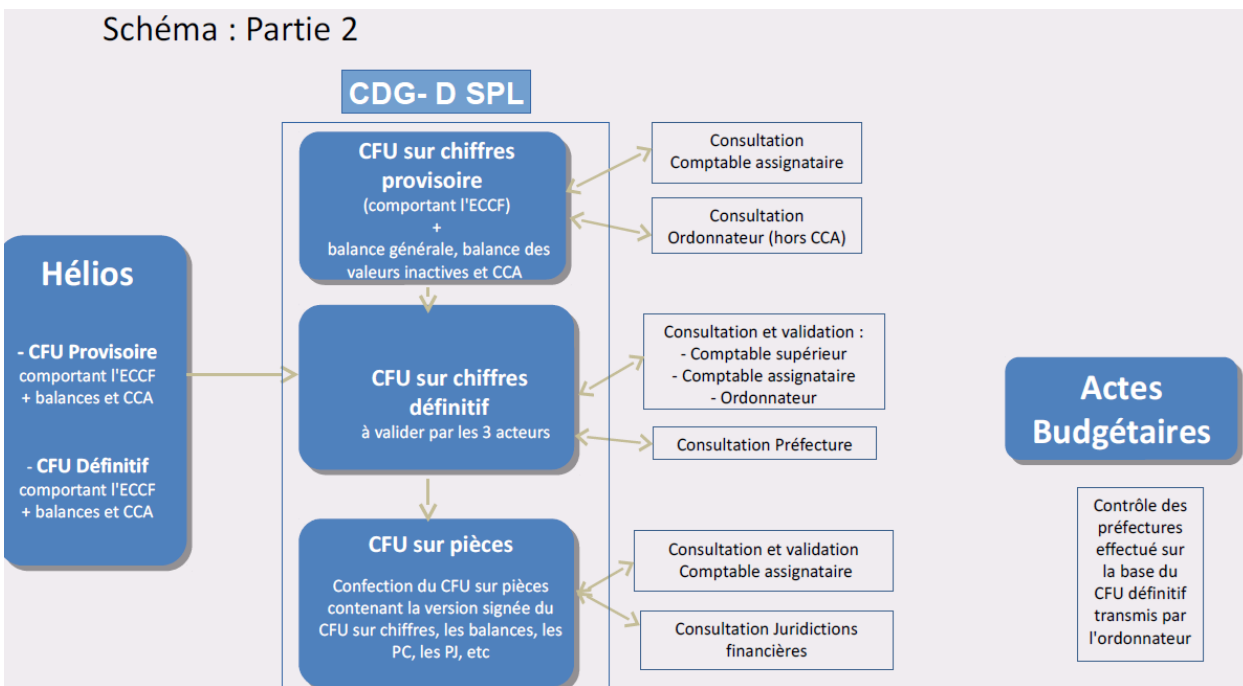 Schéma : Partie 2
CDG- D SPL
Hélios
- CFU Provisoire
comportant l'ECCF
+ balances et CCA
- CFU Définitif
comportant l'ECCF
+ balances et CCA
CFU sur chiffres
provisoire
(comportant l'ECCF)
+
balance générale, balance des
valeurs inactives et CCA
Consultation
Comptable assignataire
Consultation
Ordonnateur (hors CCA)
CFU sur chiffres
définitif
à valider par les 3 acteurs
Consultation et validation :
- Comptable supérieur
- Comptable assignataire
- Ordonnateur
Consultation Préfecture
CFU sur pièces
Confection du CFU sur pièces
contenant la version signée du
CFU sur chiffres, les balances, les
PC, les PJ, etc
Consultation et validation
Comptable assignataire
Consultation Juridictions
financières
Actes
Budgétaires
Contrôle des
préfectures
effectué sur
la base du
CFU définitif
transmis par
l'ordonnateur